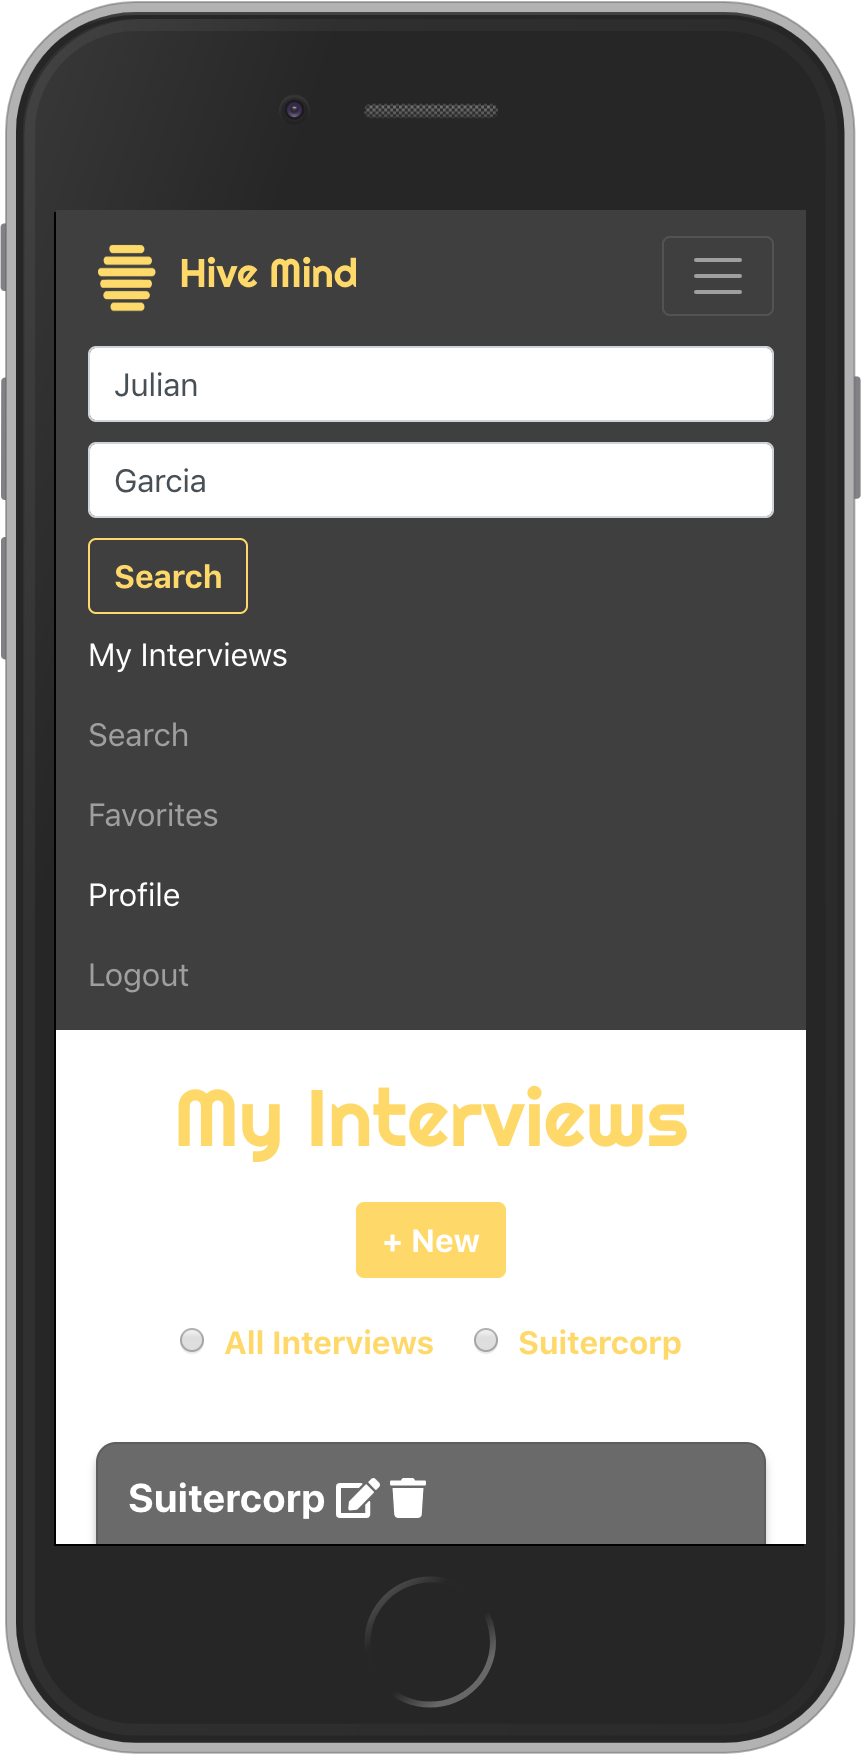 Hive Mind
Julian
Garcia
Search
My Interviews
Search
Favorites
Profile
Logout
My Interviews
+ New
All Interviews Suitercorp
Suitercorp